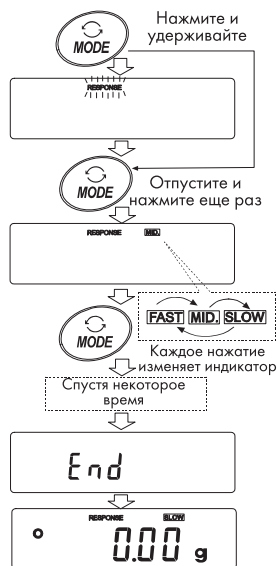 MODE
Нажмите и
удерживайте
RESPONSE
MODE
Отпустите и
нажмите еще раз
RESPONSE MID.
MODE
FAST MID. SLOW
Каждое нажатие
изменяет индикатор
Спустя некоторое
время
End
RESPONSE SLOW
o 0.00 g